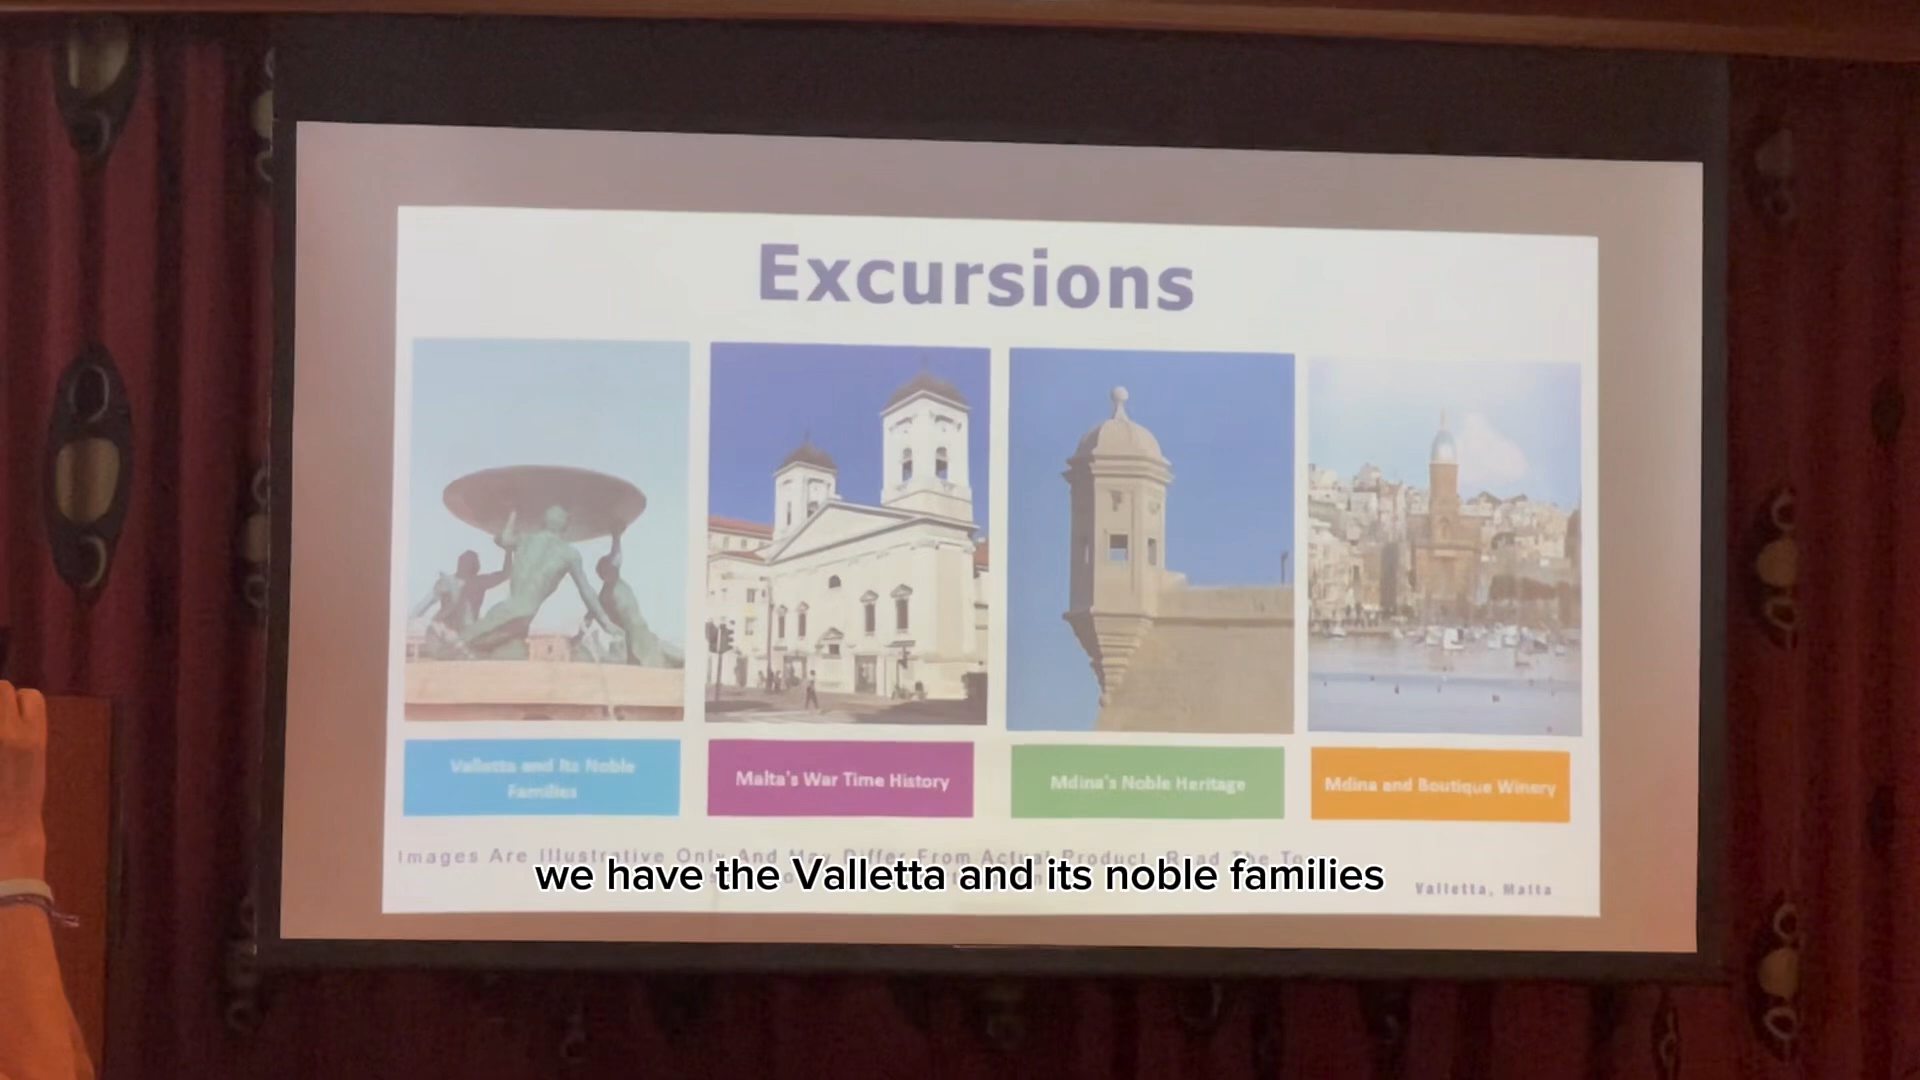 Excursions
Valletta and Its Noble
Families
Malta's War Time History
Mdina's Noble Heritage
Mdina and Boutique Winery
Images Are Illustrative Only And May Differ From Actual Product. Read The
we have the Valletta and its noble families
Valletta, Malta